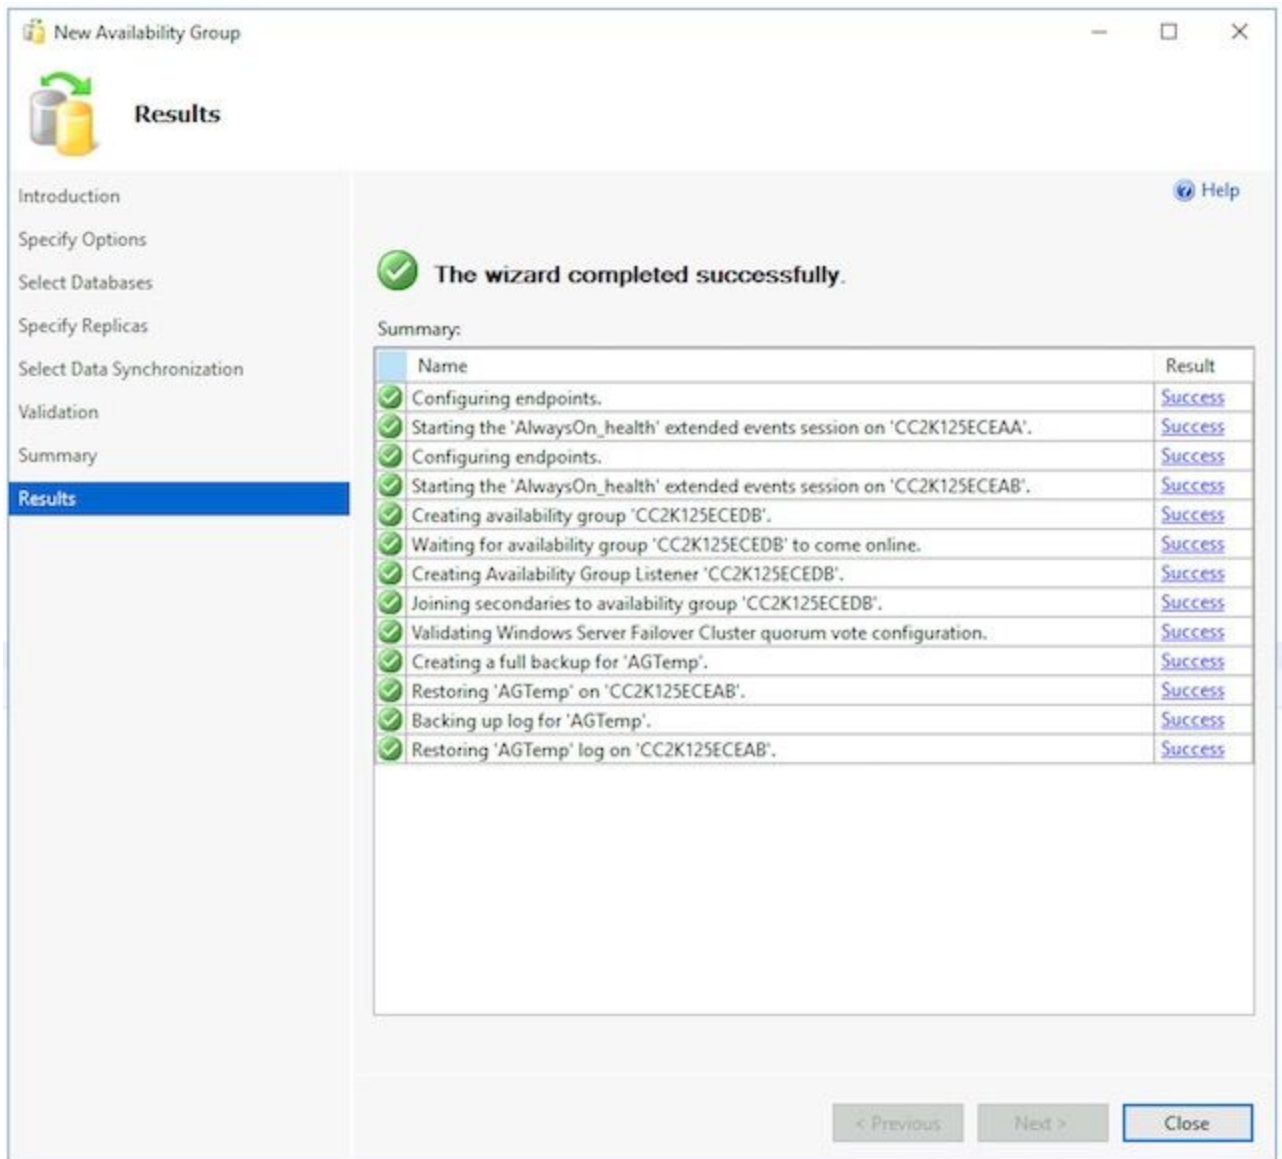 New Availability Group
Results
Introduction
Specify Options
Select Databases
Specify Replicas
Select Data Synchronization
Validation
Summary
Results
Help
The wizard completed successfully.
Summary:
Name Result
Configuring endpoints. Success
Starting the 'AlwaysOn_health' extended events session on 'CC2K125ECEAA'. Success
Configuring endpoints. Success
Starting the 'AlwaysOn_health' extended events session on 'CC2K125ECEAB'. Success
Creating availability group 'CC2K125ECEDB'. Success
Waiting for availability group 'CC2K125ECEDB' to come online. Success
Creating Availability Group Listener 'CC2K125ECEDB'. Success
Joining secondaries to availability group 'CC2K125ECEDB'. Success
Validating Windows Server Failover Cluster quorum vote configuration. Success
Creating a full backup for 'AGTemp'. Success
Restoring 'AGTemp' on 'CC2K125ECEAB'. Success
Backing up log for 'AGTemp'. Success
Restoring 'AGTemp' log on 'CC2K125ECEAB'. Success
< Previous Next > Close